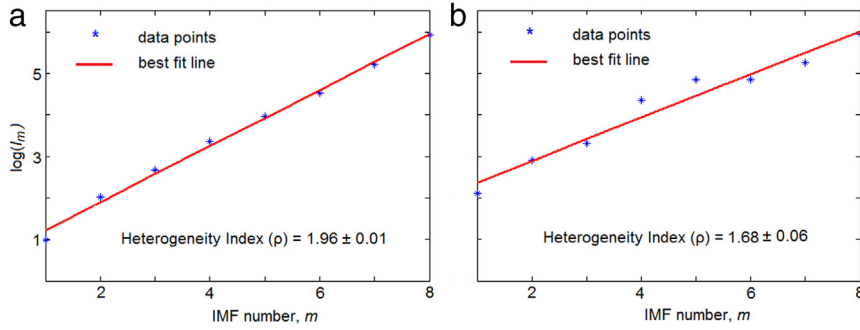 a
* data points
best fit line
5
3
1
log(Iₘ)
Heterogeneity Index (ρ) = 1.96 ± 0.01
2 4 6 8
IMF number, m
b
* data points
best fit line
Heterogeneity Index (ρ) = 1.68 ± 0.06
2 4 6 8
IMF number, m